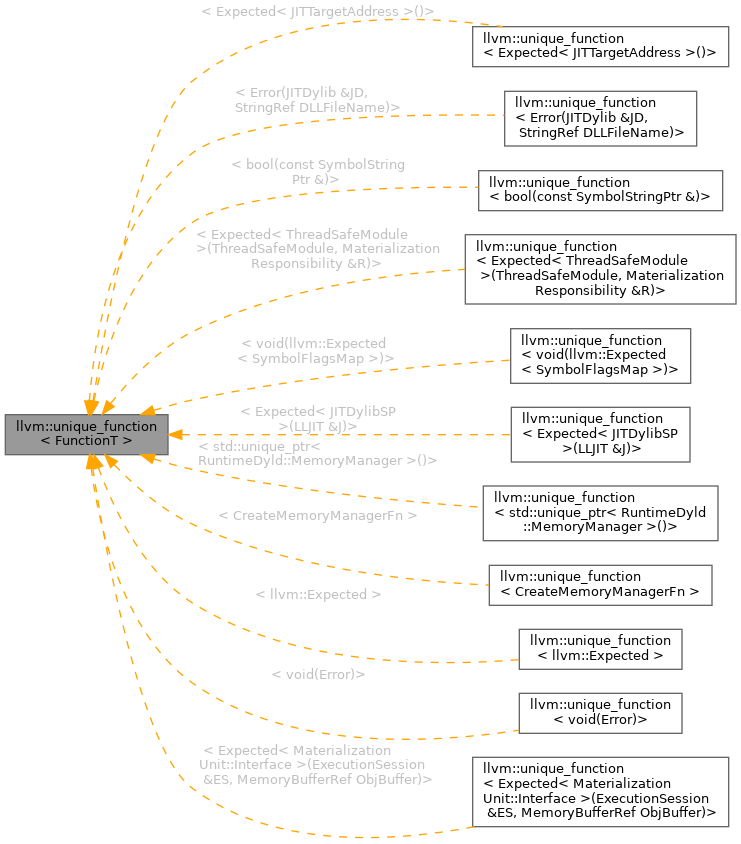 < Expected< JITTargetAddress >()>
llvm::unique_function
< Expected< JITTargetAddress >()>
< Error(JITDylib &JD,
StringRef DLLFileName)>
llvm::unique_function
< Error(JITDylib &JD,
StringRef DLLFileName)>
< bool(const SymbolString
Ptr &)>
llvm::unique_function
< bool(const SymbolStringPtr &)>
< Expected< ThreadSafeModule
>(ThreadSafeModule, Materialization
Responsibility &R)>
llvm::unique_function
< Expected< ThreadSafeModule
>(ThreadSafeModule, Materialization
Responsibility &R)>
< void(llvm::Expected
< SymbolFlagsMap >)>
llvm::unique_function
< void(llvm::Expected
< SymbolFlagsMap >)>
llvm::unique_function
< FunctionT >
< Expected< JITDylibSP
>(LLJIT &J)>
llvm::unique_function
< Expected< JITDylibSP
>(LLJIT &J)>
< std::unique_ptr<
RuntimeDyld::MemoryManager >()>
llvm::unique_function
< std::unique_ptr< RuntimeDyld
::MemoryManager >()>
< CreateMemoryManagerFn >
llvm::unique_function
< CreateMemoryManagerFn >
< llvm::Expected >
llvm::unique_function
< llvm::Expected >
< void(Error)>
llvm::unique_function
< void(Error)>
< Expected< Materialization
Unit::Interface >(ExecutionSession
&ES, MemoryBufferRef ObjBuffer)>
llvm::unique_function
< Expected< Materialization
Unit::Interface >(ExecutionSession
&ES, MemoryBufferRef ObjBuffer)>